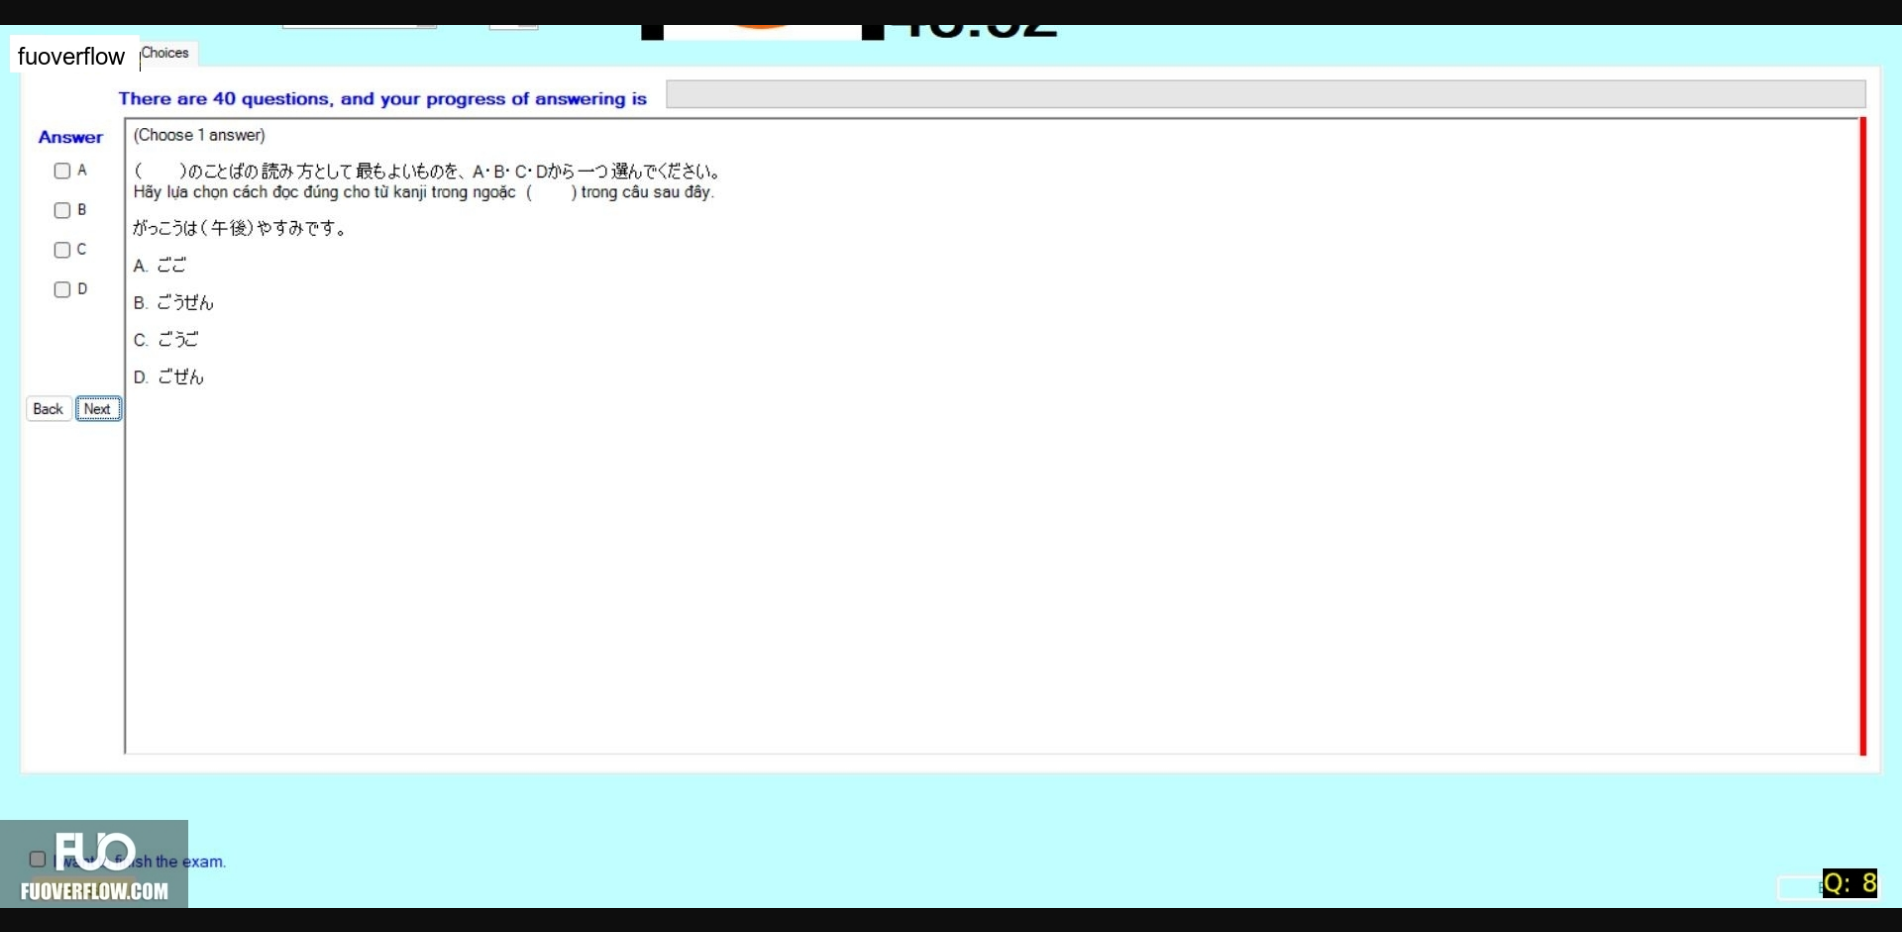 fuoverflow
Choices
There are 40 questions, and your progress of answering is
Answer
(Choose 1 answer)
A
(　　)のことばの読み方として最もよいものを、A・B・C・Dから一つ選んでください。
Hãy lựa chọn cách đọc đúng cho từ kanji trong ngoặc (　　) trong câu sau đây.
B
がっこうは(午後)やすみです。
C
A. ごご
D
B. ごうぜん
C. ごうご
D. ごぜん
Back Next
FUO
finish the exam.
FUOVERFLOW.COM
Q: 8